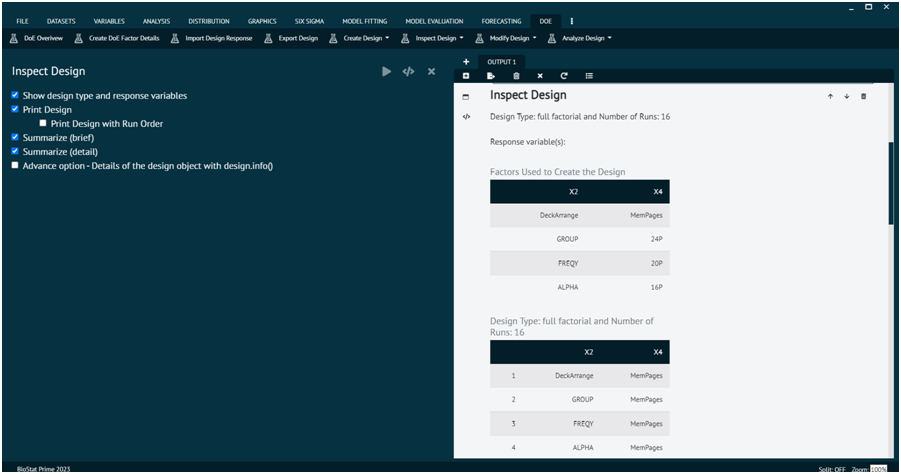 FILE DATASETS VARIABLES ANALYSIS DISTRIBUTION GRAPHICS SIX SIGMA MODEL FITTING MODEL EVALUATION FORECASTING DOE
DoE Overivew Create DoE Factor Details Import Design Response Export Design Create Design Inspect Design Modify Design Analyze Design
Inspect Design
Show design type and response variables
Print Design
Print Design with Run Order
Summarize (brief)
Summarize (detail)
Advance option - Details of the design object with design.info()
OUTPUT 1
Inspect Design
Design Type: full factorial and Number of Runs: 16
Response variable(s):
Factors Used to Create the Design
X2 X4
DeckArrange MemPages
GROUP 24P
FREQY 20P
ALPHA 16P
Design Type: full factorial and Number of
Runs: 16
X2 X4
1 DeckArrange MemPages
2 GROUP MemPages
3 FREQY MemPages
4 ALPHA MemPages
BioStat Prime 2023
Split: OFF Zoom: 100%